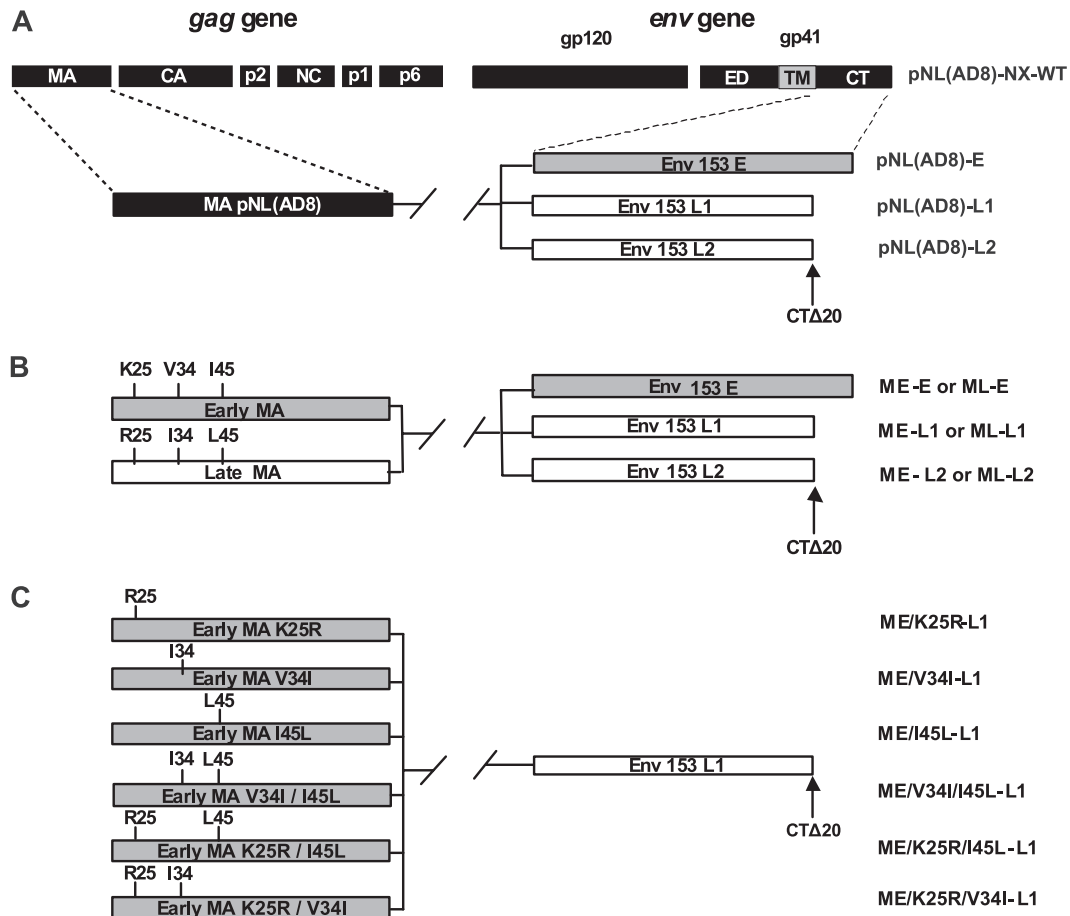 A
gag gene
env gene
gp120
gp41
MA CA p2 NC p1 p6
ED TM CT
pNL(AD8)-NX-WT
Env 153 E
pNL(AD8)-E
MA pNL(AD8)
Env 153 L1
pNL(AD8)-L1
Env 153 L2
pNL(AD8)-L2
CTΔ20
B
K25 V34 I45
Early MA
R25 I34 L45
Late MA
Env 153 E
ME-E or ML-E
Env 153 L1
ME-L1 or ML-L1
Env 153 L2
ME- L2 or ML-L2
CTΔ20
C
R25
Early MA K25R
ME/K25R-L1
I34
Early MA V34I
ME/V34I-L1
L45
Early MA I45L
ME/I45L-L1
Env 153 L1
I34 L45
Early MA V34I / I45L
ME/V34I/I45L-L1
CTΔ20
R25 L45
Early MA K25R / I45L
ME/K25R/I45L-L1
R25 I34
Early MA K25R / V34I
ME/K25R/V34I-L1